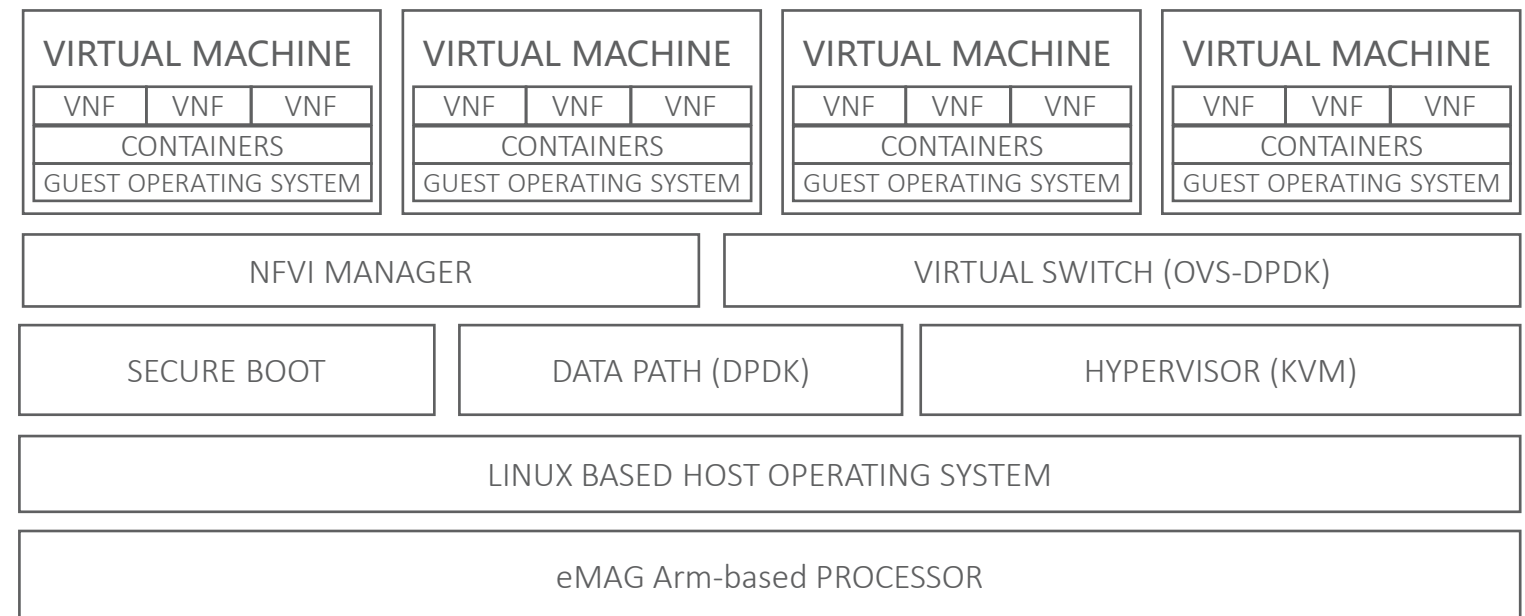 VIRTUAL MACHINE VIRTUAL MACHINE VIRTUAL MACHINE VIRTUAL MACHINE
VNF VNF VNF VNF VNF VNF VNF VNF VNF VNF VNF VNF
CONTAINERS CONTAINERS CONTAINERS CONTAINERS
GUEST OPERATING SYSTEM GUEST OPERATING SYSTEM GUEST OPERATING SYSTEM GUEST OPERATING SYSTEM
NFVI MANAGER VIRTUAL SWITCH (OVS-DPDK)
SECURE BOOT DATA PATH (DPDK) HYPERVISOR (KVM)
LINUX BASED HOST OPERATING SYSTEM
eMAG Arm-based PROCESSOR